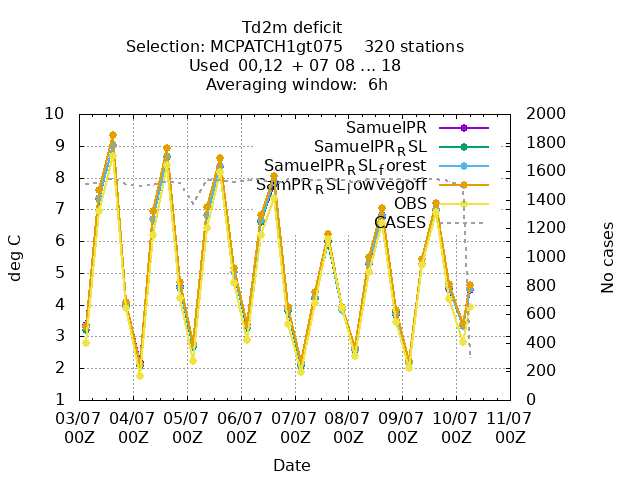 Td2m deficit
Selection: MCPATCH1gt075 320 stations
Used 00,12 + 07 08 ... 18
Averaging window: 6h
deg C
No cases
10
9
8
7
6
5
4
3
2
1
2000
1800
1600
1400
1200
1000
800
600
400
200
0
SamuelPR
SamuelPR_RSL
SamuelPR_RSL_forest
SamPR_RSL_lowvegoff
OBS
CASES
03/07 04/07 05/07 06/07 07/07 08/07 09/07 10/07 11/07
00Z 00Z 00Z 00Z 00Z 00Z 00Z 00Z 00Z
Date